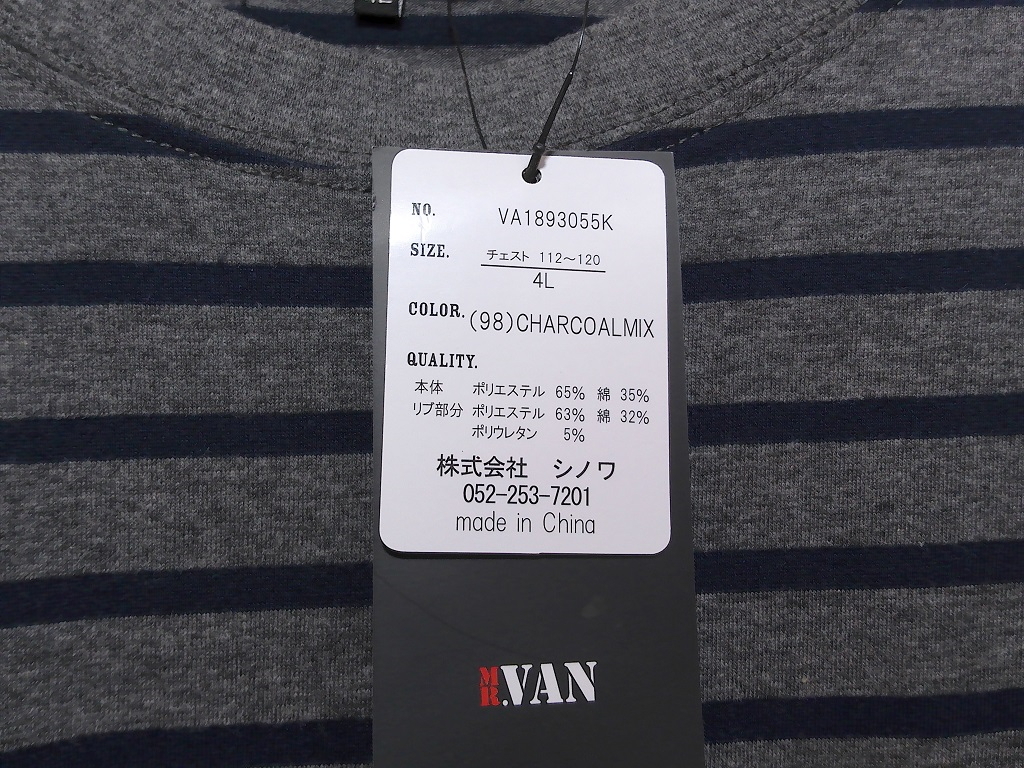 NO. VA1893055K
SIZE. チェスト 112～120
4L
COLOR. (98)CHARCOALMIX
QUALITY.
本体 ポリエステル 65% 綿 35%
リブ部分 ポリエステル 63% 綿 32%
ポリウレタン 5%
株式会社 シノワ
052-253-7201
made in China
MR.VAN